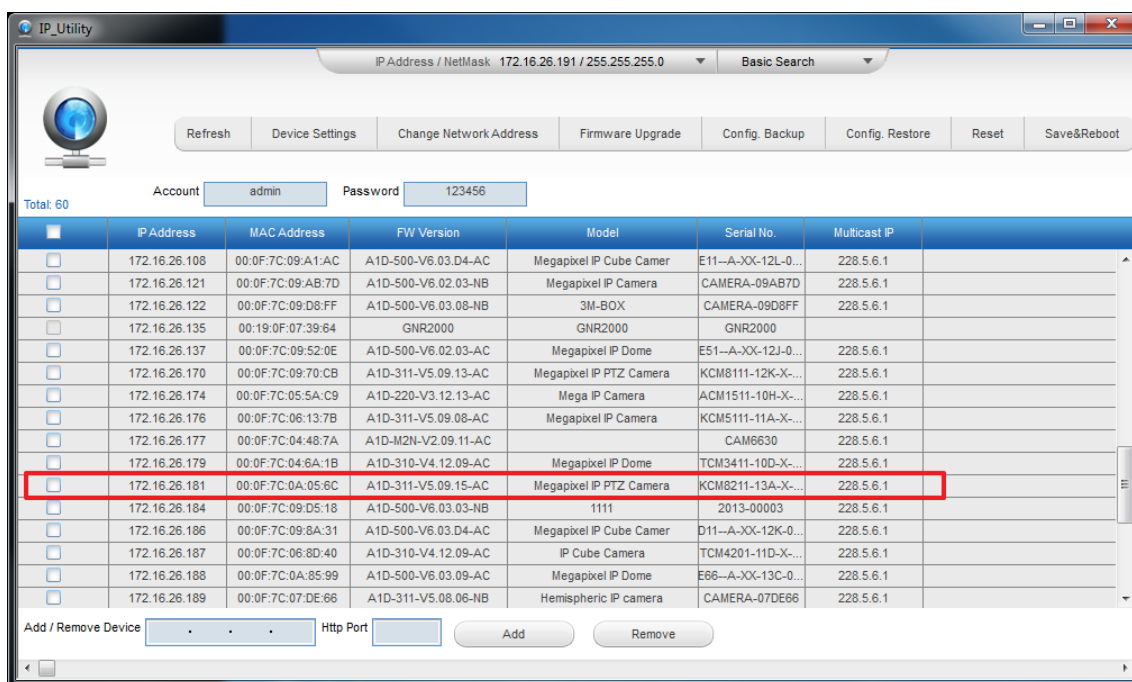 IP_Utility
IP Address / NetMask 172.16.26.191 / 255.255.255.0 Basic Search
Refresh Device Settings Change Network Address Firmware Upgrade Config. Backup Config. Restore Reset Save&Reboot
Account admin Password 123456
Total: 60
IP Address MAC Address FW Version Model Serial No. Multicast IP
172.16.26.108 00:0F:7C:09:A1:AC A1D-500-V6.03.D4-AC Megapixel IP Cube Camer E11--A-XX-12L-0... 228.5.6.1
172.16.26.121 00:0F:7C:09:AB:7D A1D-500-V6.02.03-NB Megapixel IP Camera CAMERA-09AB7D 228.5.6.1
172.16.26.122 00:0F:7C:09:D8:FF A1D-500-V6.03.08-NB 3M-BOX CAMERA-09D8FF 228.5.6.1
172.16.26.135 00:19:0F:07:39:64 GNR2000 GNR2000 GNR2000
172.16.26.137 00:0F:7C:09:52:0E A1D-500-V6.02.03-AC Megapixel IP Dome E51--A-XX-12J-0... 228.5.6.1
172.16.26.170 00:0F:7C:09:70:CB A1D-311-V5.09.13-AC Megapixel IP PTZ Camera KCM8111-12K-X-... 228.5.6.1
172.16.26.174 00:0F:7C:05:5A:C9 A1D-220-V3.12.13-AC Mega IP Camera ACM1511-10H-X-... 228.5.6.1
172.16.26.176 00:0F:7C:06:13:7B A1D-311-V5.09.08-AC Megapixel IP Camera KCM5111-11A-X-... 228.5.6.1
172.16.26.177 00:0F:7C:04:48:7A A1D-M2N-V2.09.11-AC CAM6630 228.5.6.1
172.16.26.179 00:0F:7C:04:6A:1B A1D-310-V4.12.09-AC Megapixel IP Dome TCM3411-10D-X-... 228.5.6.1
172.16.26.181 00:0F:7C:0A:05:6C A1D-311-V5.09.15-AC Megapixel IP PTZ Camera KCM8211-13A-X-... 228.5.6.1
172.16.26.184 00:0F:7C:09:D5:18 A1D-500-V6.03.03-NB 1111 2013-00003 228.5.6.1
172.16.26.186 00:0F:7C:09:8A:31 A1D-500-V6.03.D4-AC Megapixel IP Cube Camer D11--A-XX-12K-0... 228.5.6.1
172.16.26.187 00:0F:7C:06:8D:40 A1D-310-V4.12.09-AC IP Cube Camera TCM4201-11D-X-... 228.5.6.1
172.16.26.188 00:0F:7C:0A:85:99 A1D-500-V6.03.09-AC Megapixel IP Dome E66--A-XX-13C-0... 228.5.6.1
172.16.26.189 00:0F:7C:07:DE:66 A1D-311-V5.08.06-NB Hemispheric IP camera CAMERA-07DE66 228.5.6.1
Add / Remove Device . . . Http Port Add Remove